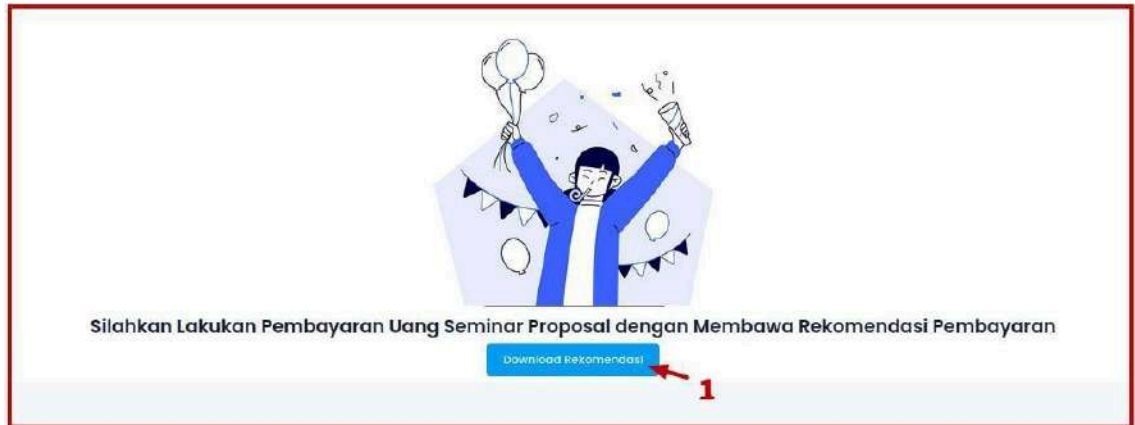 Silahkan Lakukan Pembayaran Uang Seminar Proposal dengan Membawa Rekomendasi Pembayaran
Download Rekomendasi
1